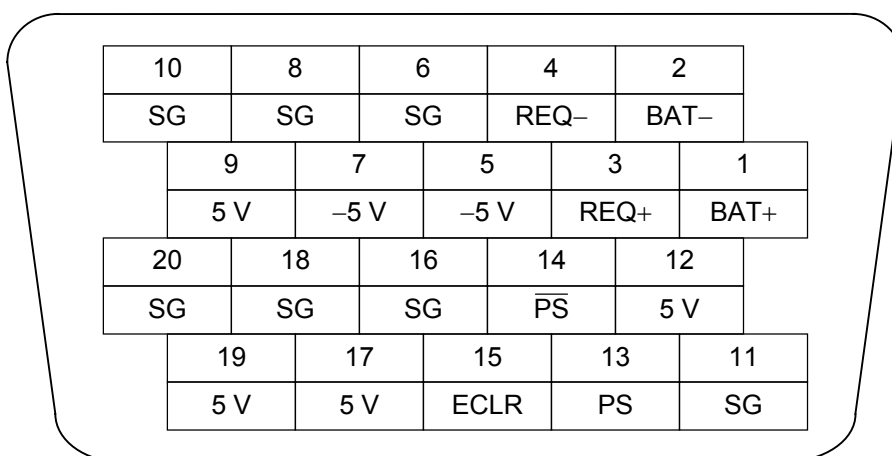 10 8 6 4 2
SG SG SG REQ− BAT−
9 7 5 3 1
5 V −5 V −5 V REQ+ BAT+
20 18 16 14 12
SG SG SG P̅S̅ 5 V
19 17 15 13 11
5 V 5 V ECLR PS SG